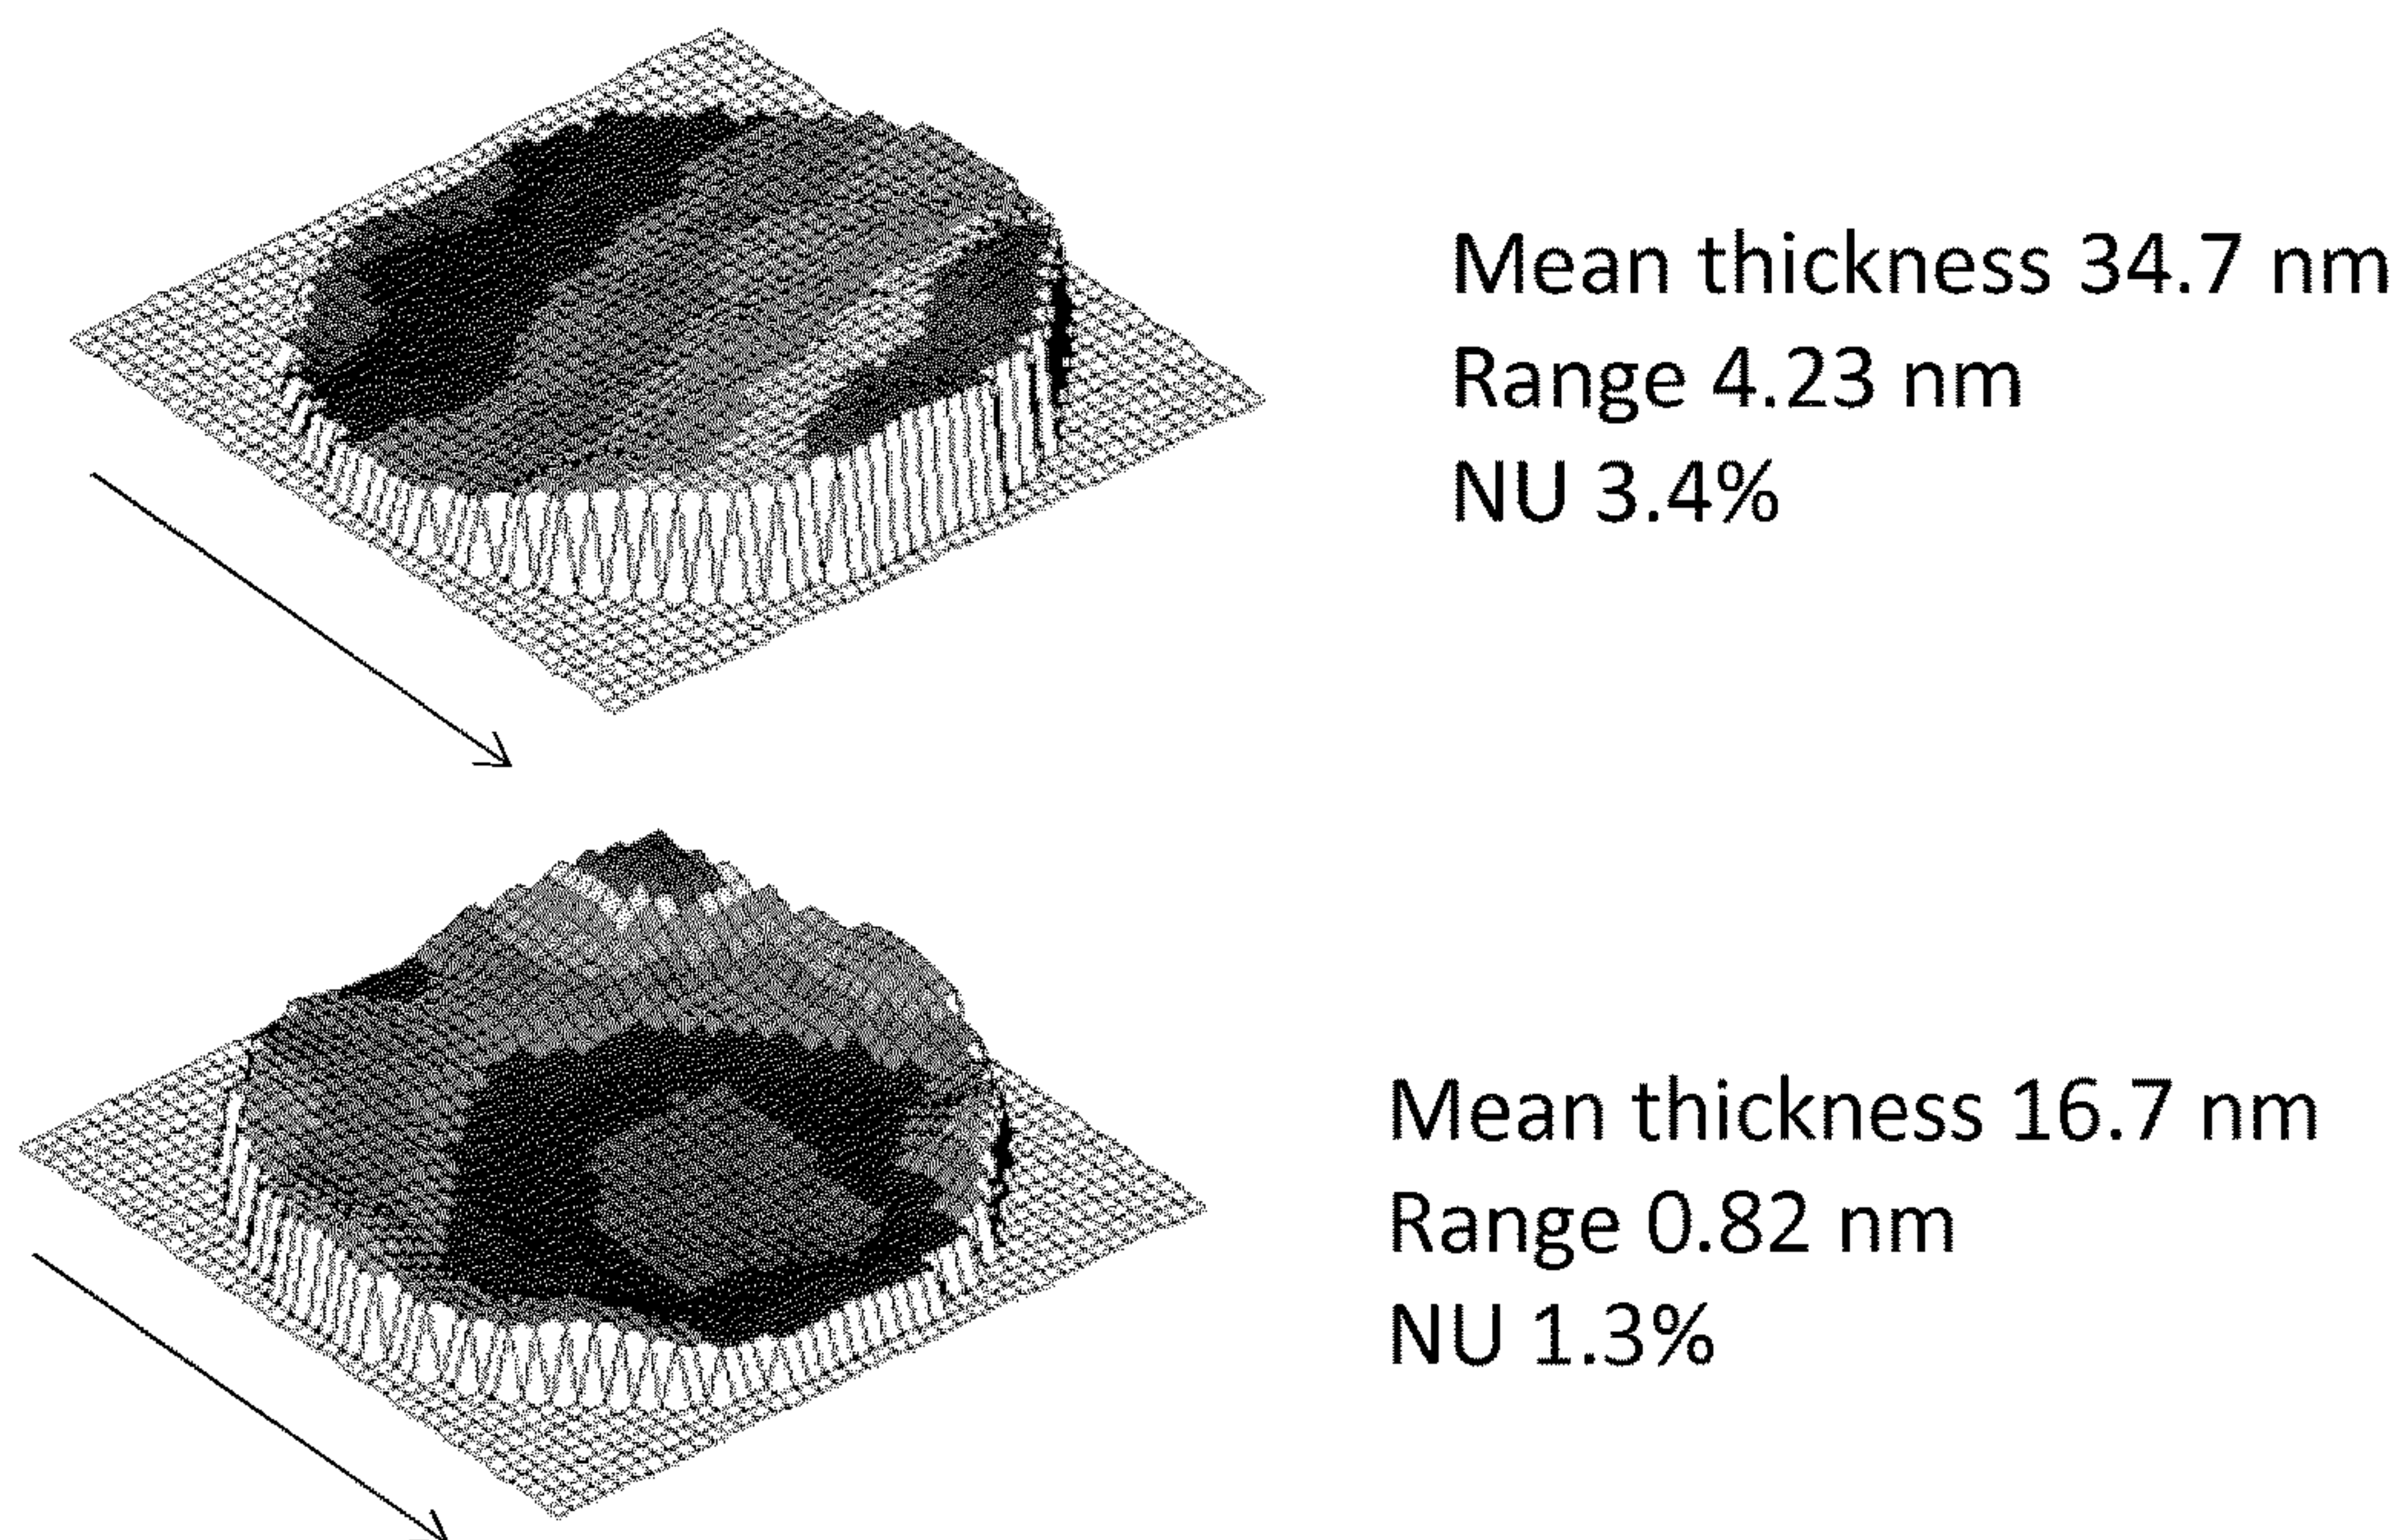 Mean thickness 34.7 nm
Range 4.23 nm
NU 3.4%
Mean thickness 16.7 nm
Range 0.82 nm
NU 1.3%